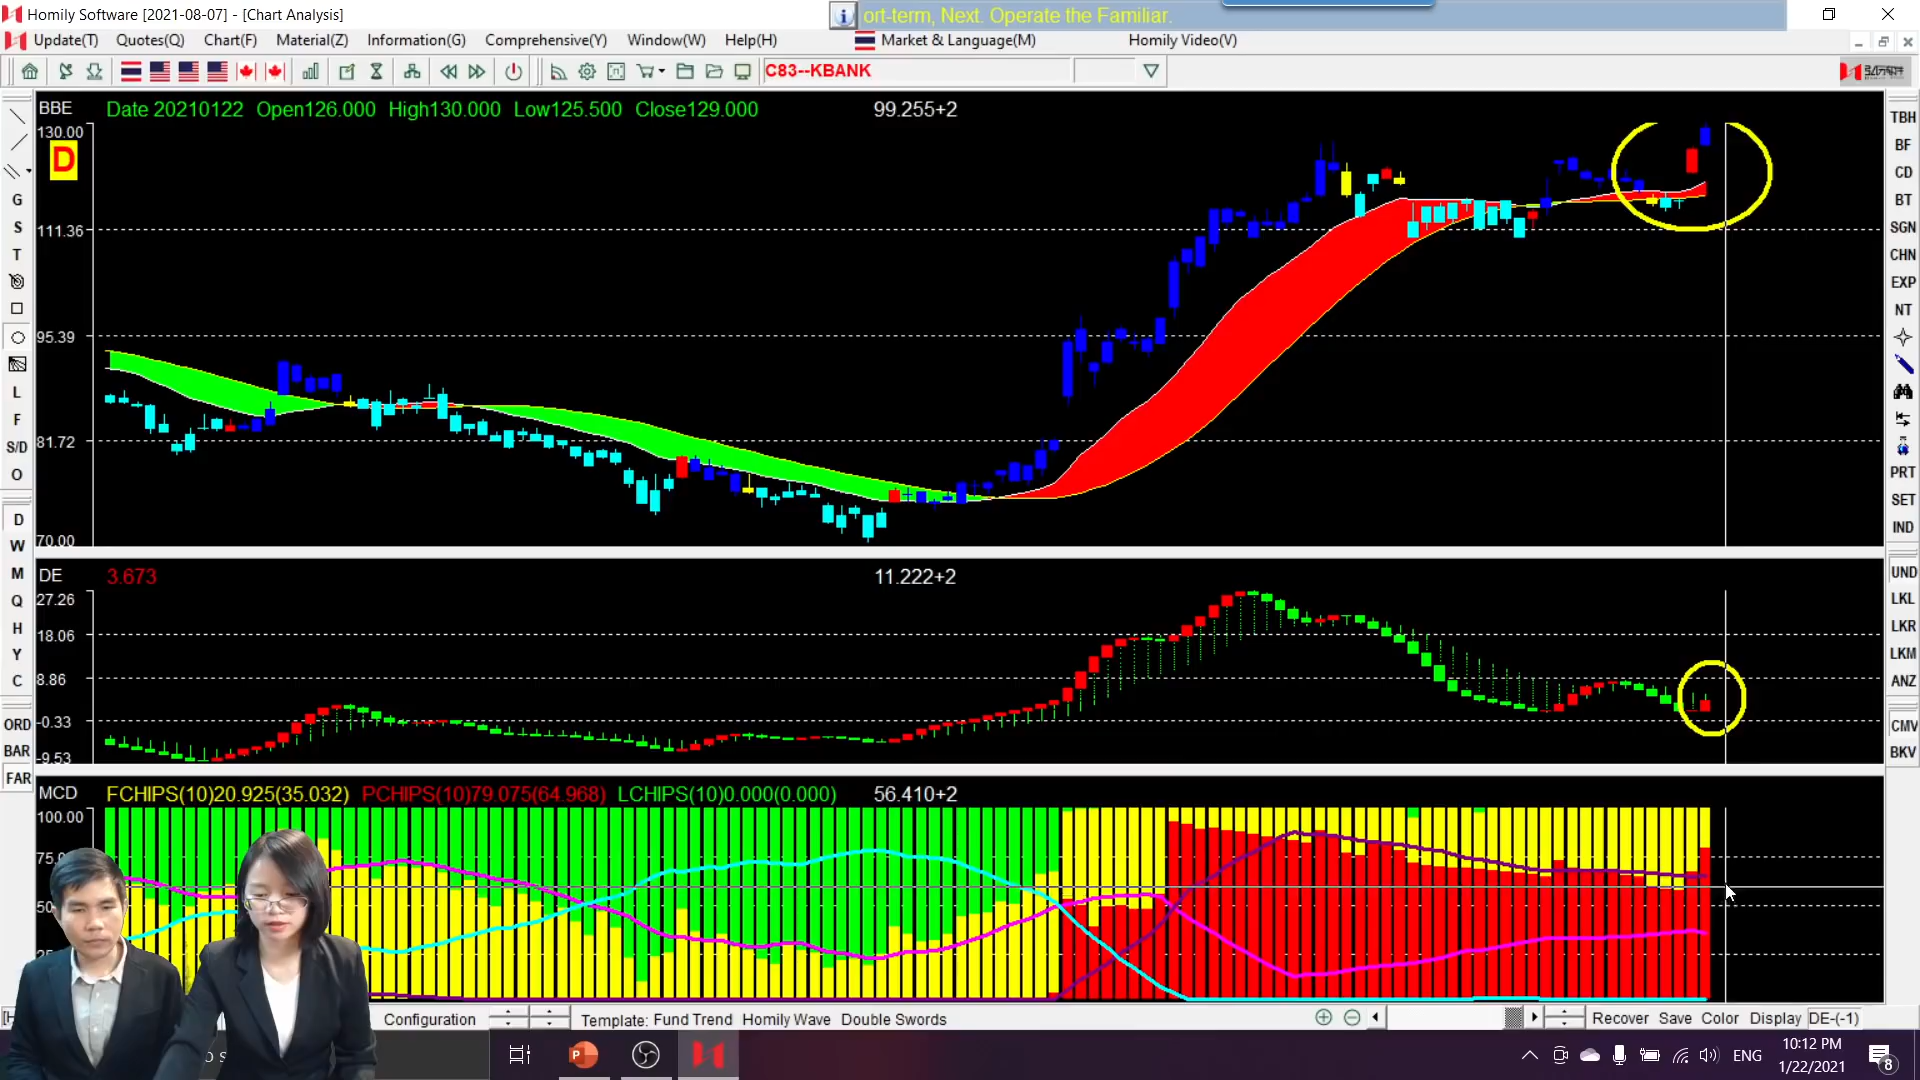 Homily Software [2021-08-07] - [Chart Analysis]
ort-term, Next. Operate the Familiar.
Update(T) Quotes(Q) Chart(F) Material(Z) Information(G) Comprehensive(Y) Window(W) Help(H) Market & Language(M) Homily Video(V)
C83--KBANK
BBE Date 20210122 Open126.000 High130.000 Low125.500 Close129.000 99.255+2
130.00
D
111.36
95.39
81.72
70.00
DE 3.673 11.222+2
27.26
18.06
8.86
-0.33
-9.53
MCD FCHIPS(10)20.925(35.032) PCHIPS(10)79.075(64.968) LCHIPS(10)0.000(0.000) 56.410+2
100.00
75.
50
25
G
S
T
L
F
S/D
O
D
W
M
Q
H
Y
C
ORD
BAR
FAR
TBH
BF
CD
BT
SGN
CHN
EXP
NT
PRT
SET
IND
UND
LKL
LKR
LKM
ANZ
CMV
BKV
Configuration Template: Fund Trend Homily Wave Double Swords Recover Save Color Display DE-(-1)
ENG
10:12 PM
1/22/2021
8